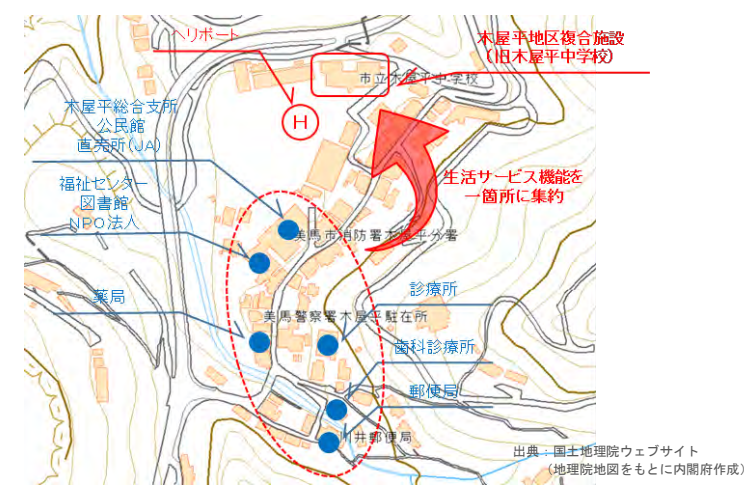 ヘリポート
木屋平地区複合施設
(旧木屋平中学校)
市立木屋平中学校
H
木屋平総合支所
公民館
直売所(JA)
生活サービス機能を
一箇所に集約
福祉センター
図書館
NPO法人
美馬市消防署木屋平分署
薬局
診療所
美馬警察署木屋平駐在所
歯科診療所
郵便局
川井郵便局
出典:国土地理院ウェブサイト
(地理院地図をもとに内閣府作成)